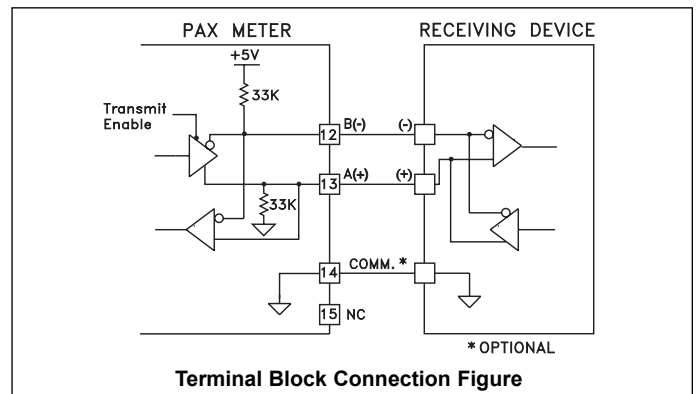 PAX METER
RECEIVING DEVICE
+5V
33K
Transmit
Enable
12 B(-) (-)
13 A(+) (+)
33K
14 COMM. *
15 NC
* OPTIONAL
Terminal Block Connection Figure